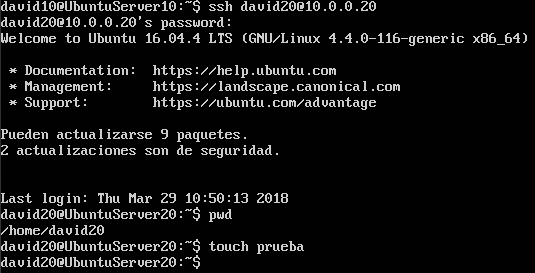 david10@UbuntuServer10:~$ ssh david20@10.0.0.20
david20@10.0.0.20's password:
Welcome to Ubuntu 16.04.4 LTS (GNU/Linux 4.4.0-116-generic x86_64)
* Documentation: https://help.ubuntu.com
* Management: https://landscape.canonical.com
* Support: https://ubuntu.com/advantage
Pueden actualizarse 9 paquetes.
2 actualizaciones son de seguridad.
Last login: Thu Mar 29 10:50:13 2018
david20@UbuntuServer20:~$ pwd
/home/david20
david20@UbuntuServer20:~$ touch prueba
david20@UbuntuServer20:~$